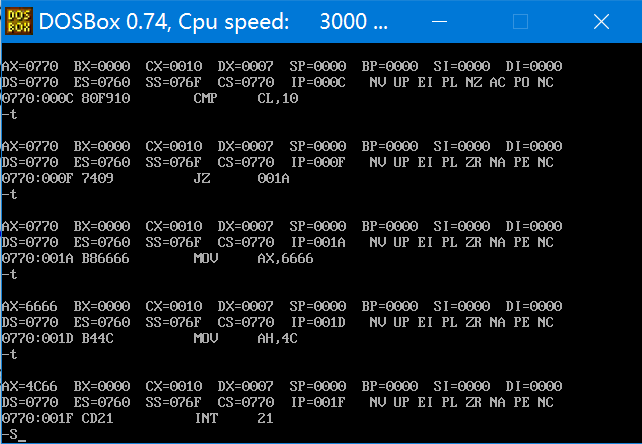 DOS BOX DOSBox 0.74, Cpu speed: 3000 ...
AX=0770 BX=0000 CX=0010 DX=0007 SP=0000 BP=0000 SI=0000 DI=0000
DS=0770 ES=0760 SS=076F CS=0770 IP=000C NV UP EI PL NZ AC PO NC
0770:000C 80F910 CMP CL,10
-t
AX=0770 BX=0000 CX=0010 DX=0007 SP=0000 BP=0000 SI=0000 DI=0000
DS=0770 ES=0760 SS=076F CS=0770 IP=000F NV UP EI PL ZR NA PE NC
0770:000F 7409 JZ 001A
-t
AX=0770 BX=0000 CX=0010 DX=0007 SP=0000 BP=0000 SI=0000 DI=0000
DS=0770 ES=0760 SS=076F CS=0770 IP=001A NV UP EI PL ZR NA PE NC
0770:001A B86666 MOV AX,6666
-t
AX=6666 BX=0000 CX=0010 DX=0007 SP=0000 BP=0000 SI=0000 DI=0000
DS=0770 ES=0760 SS=076F CS=0770 IP=001D NV UP EI PL ZR NA PE NC
0770:001D B44C MOV AH,4C
-t
AX=4C66 BX=0000 CX=0010 DX=0007 SP=0000 BP=0000 SI=0000 DI=0000
DS=0770 ES=0760 SS=076F CS=0770 IP=001F NV UP EI PL ZR NA PE NC
0770:001F CD21 INT 21
-S_